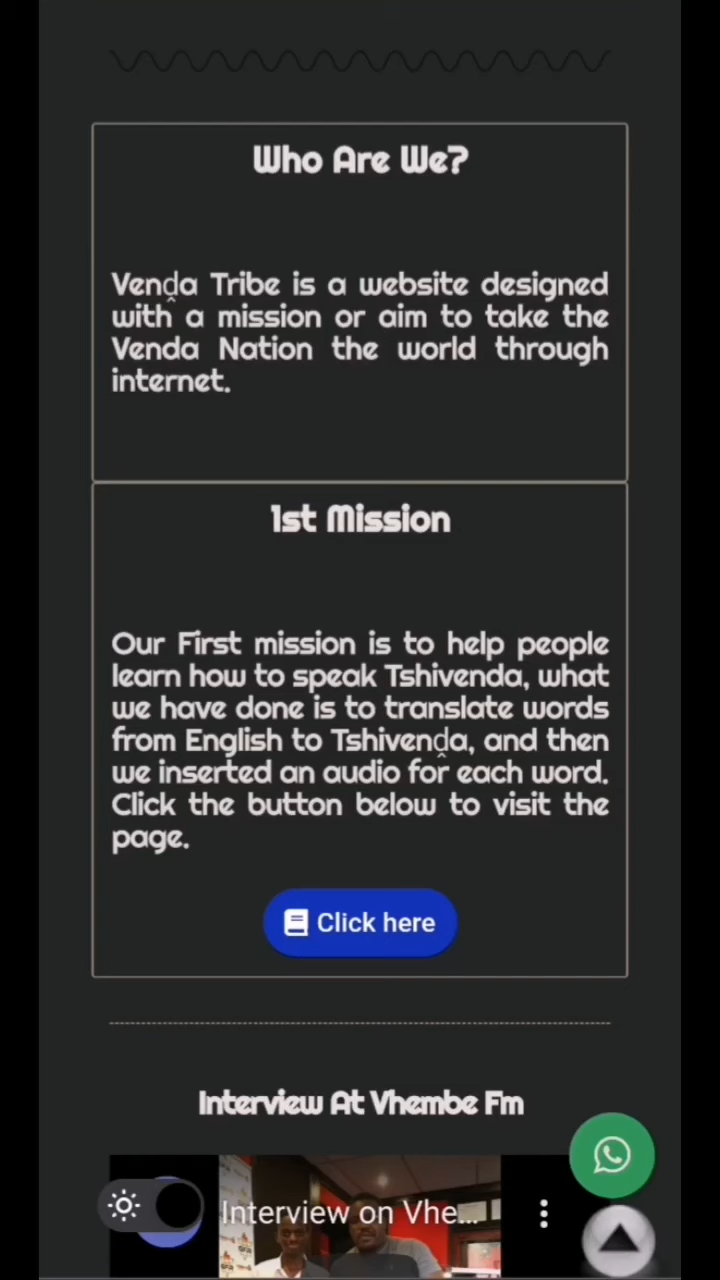 Who Are We?
Venḓa Tribe is a website designed
with a mission or aim to take the
Venda Nation the world through
internet.
1st Mission
Our First mission is to help people
learn how to speak Tshivenda, what
we have done is to translate words
from English to Tshivenḓa, and then
we inserted an audio for each word.
Click the button below to visit the
page.
Click here
Interview At Vhembe Fm
Interview on Vhe...